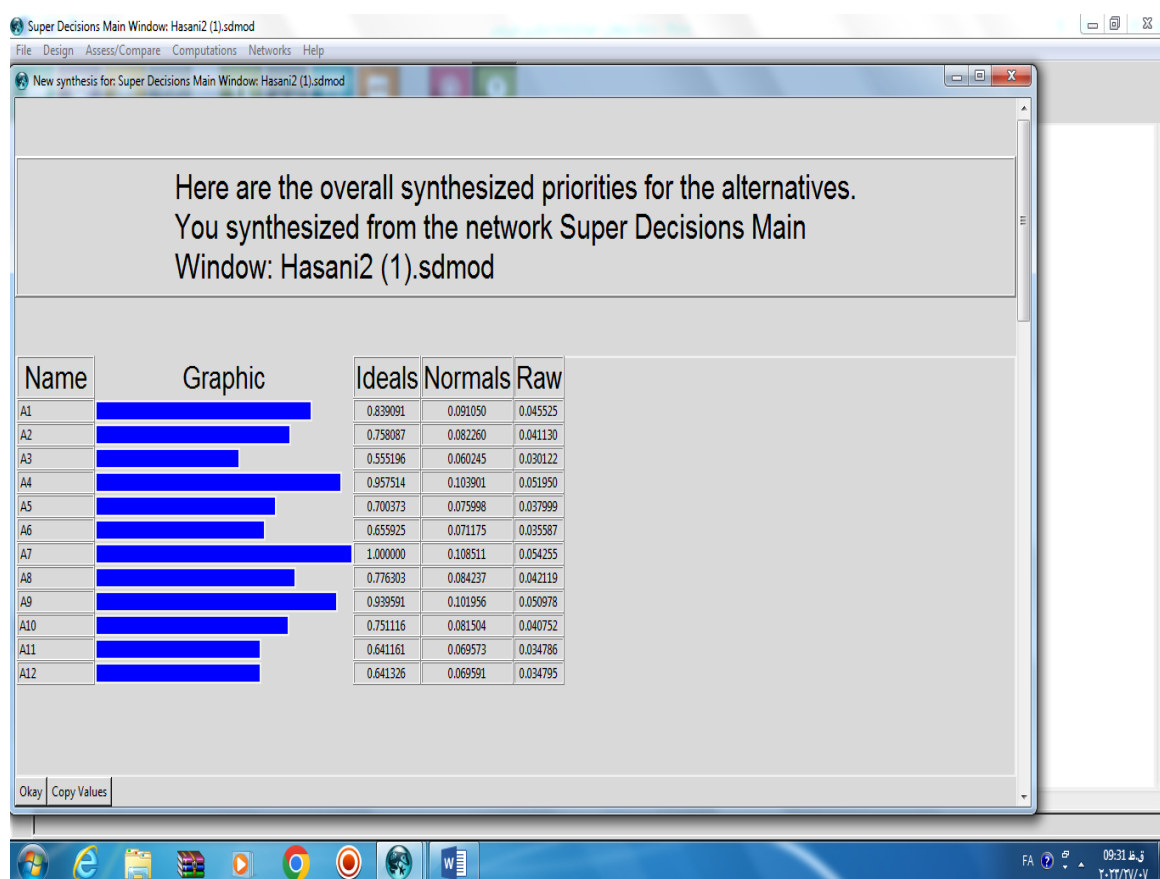 Super Decisions Main Window: Hasani2 (1).sdmod
File Design Assess/Compare Computations Networks Help
New synthesis for: Super Decisions Main Window: Hasani2 (1).sdmod
Here are the overall synthesized priorities for the alternatives.
You synthesized from the network Super Decisions Main
Window: Hasani2 (1).sdmod
Name Graphic Ideals Normals Raw
A1 0.839091 0.091050 0.045525
A2 0.758087 0.082260 0.041130
A3 0.555196 0.060245 0.030122
A4 0.957514 0.103901 0.051950
A5 0.700373 0.075998 0.037999
A6 0.655925 0.071175 0.035587
A7 1.000000 0.108511 0.054255
A8 0.776303 0.084237 0.042119
A9 0.939591 0.101956 0.050978
A10 0.751116 0.081504 0.040752
A11 0.641161 0.069573 0.034786
A12 0.641326 0.069591 0.034795
Okay Copy Values
FA 09:31 ق.ظ